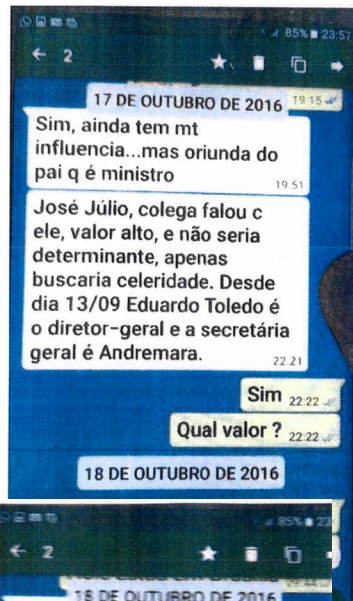 85% 23:57
2
17 DE OUTUBRO DE 2016 19:15
Sim, ainda tem mt
influencia...mas oriunda do
pai q é ministro
19:51
José Júlio, colega falou c
ele, valor alto, e não seria
determinante, apenas
buscaria celeridade. Desde
dia 13/09 Eduardo Toledo é
o diretor-geral e a secretária
geral é Andremara.
22:21
Sim 22:22
Qual valor ? 22:22
18 DE OUTUBRO DE 2016
85% 23
2
18 DE OUTUBRO DE 2016